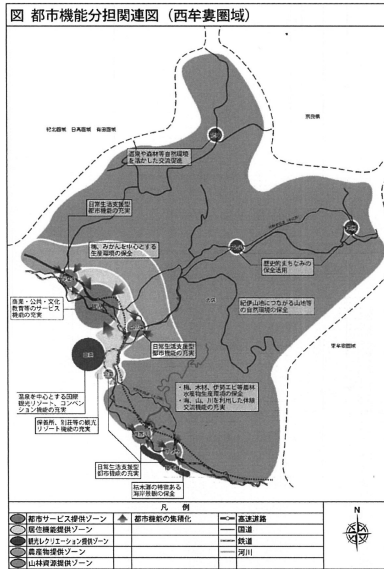 図 都市機能分担関連図（西牟婁圏域）
紀北圏域 日高圏域 有田圏域
奈良県
温泉や森林等自然環境
を活かした交流促進
日常生活支援型
都市機能の充実
梅、みかんを中心とする
生産環境の保全
歴史的まちなみの
保全活用
商業・公共・文化
教育等のサービス
機能の充実
紀伊山地につながる山地等
の自然環境の保全
日常生活支援型
都市機能の充実
・梅、木材、伊勢エビ等農林
水産物生産環境の保全
・海、山、川を利用した体験
交流機能の充実
温泉を中心とする国際
観光リゾート、コンベン
ション機能の充実
保養所、別荘等の観光
リゾート機能の充実
日常生活支援型
都市機能の充実
枯木灘の特徴ある
海岸景観の保全
凡 例
都市サービス提供ゾーン
都市機能の集積化
高速道路
居住機能提供ゾーン
国道
観光レクリエーション提供ゾーン
鉄道
農産物提供ゾーン
河川
山林資源提供ゾーン
N